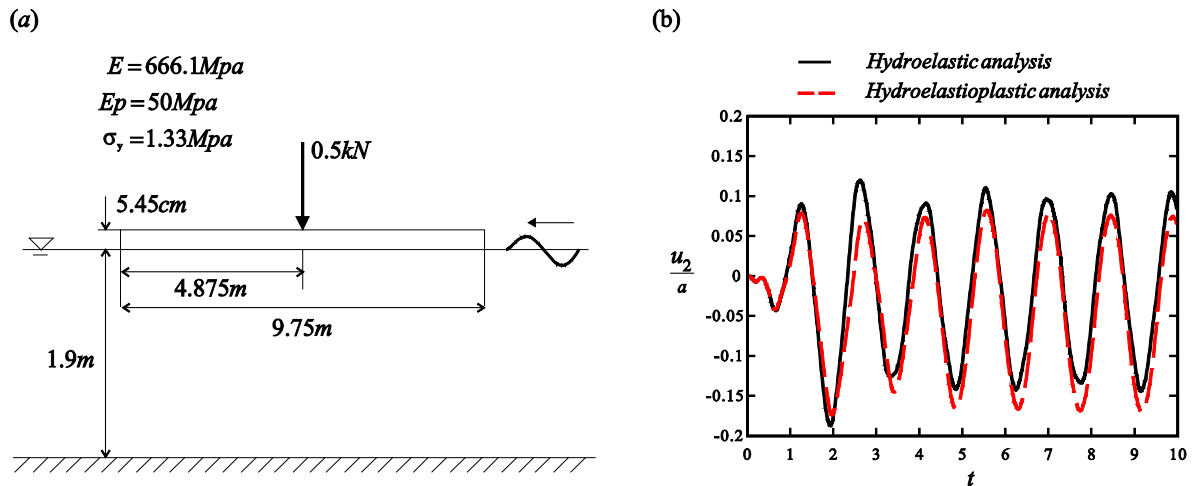 (a)
E = 666.1Mpa
Ep = 50Mpa
σy = 1.33Mpa
0.5kN
5.45cm
4.875m
9.75m
1.9m
(b)
Hydroelastic analysis
Hydroelastioplastic analysis
0.2
0.15
0.1
0.05
0
-0.05
-0.1
-0.15
-0.2
u2
a
0 1 2 3 4 5 6 7 8 9 10
t